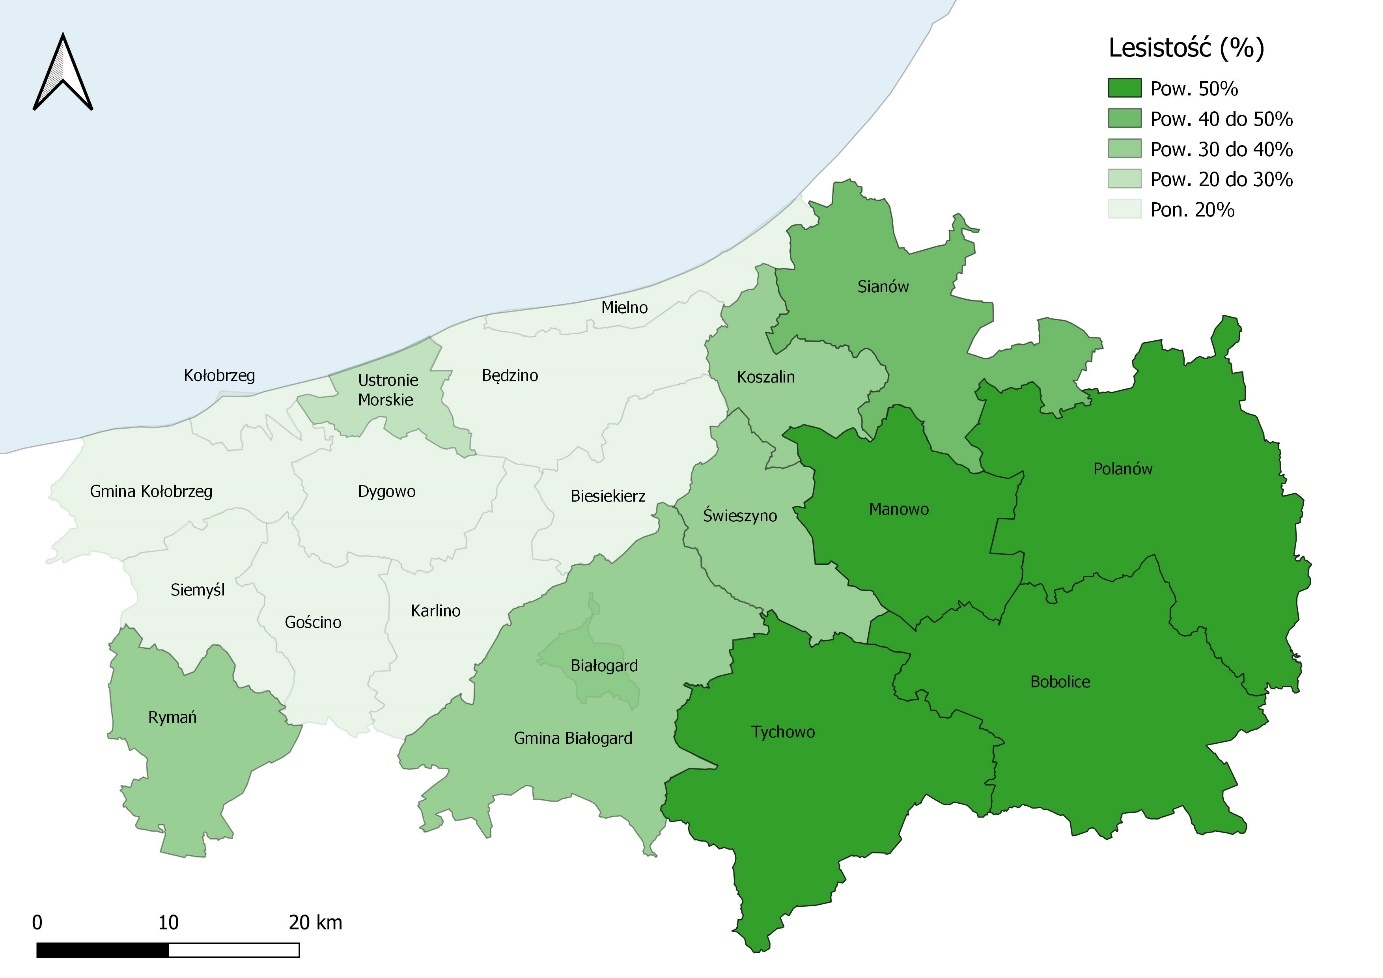 Lesistość (%)
Pow. 50%
Pow. 40 do 50%
Pow. 30 do 40%
Pow. 20 do 30%
Pon. 20%
Sianów
Mielno
Kołobrzeg
Ustronie
Morskie
Będzino
Koszalin
Polanów
Gmina Kołobrzeg
Dygowo
Biesiekierz
Świeszyno
Manowo
Siemyśl
Gościno
Karlino
Białogard
Bobolice
Rymań
Gmina Białogard
Tychowo
0 10 20 km